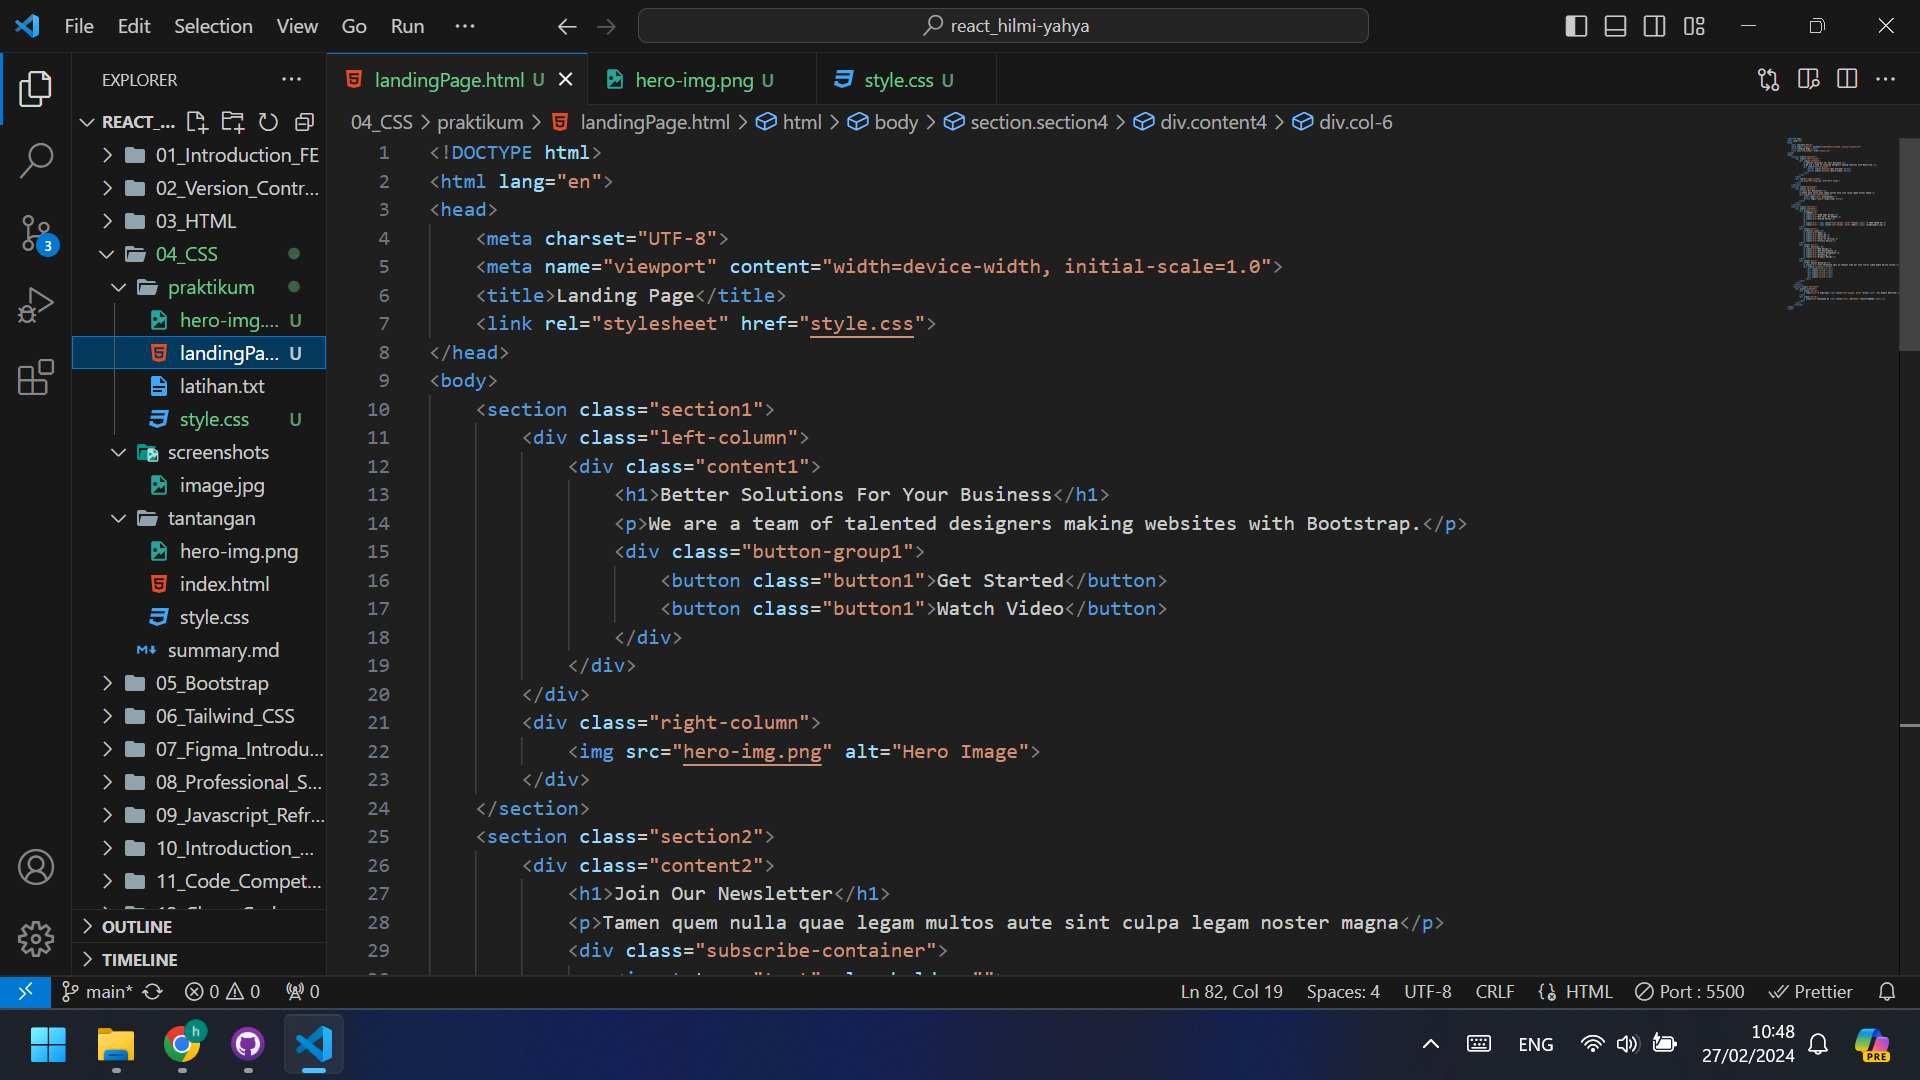 File Edit Selection View Go Run ··· react_hilmi-yahya
EXPLORER ···
REACT_...
01_Introduction_FE
02_Version_Contr...
03_HTML
04_CSS
praktikum
hero-img.... U
landingPa... U
latihan.txt
style.css U
screenshots
image.jpg
tantangan
hero-img.png
index.html
style.css
summary.md
05_Bootstrap
06_Tailwind_CSS
07_Figma_Introdu...
08_Professional_S...
09_Javascript_Refr...
10_Introduction_...
11_Code_Compet...
OUTLINE
TIMELINE
3
landingPage.html U hero-img.png U style.css U ···
04_CSS > praktikum > landingPage.html > html > body > section.section4 > div.content4 > div.col-6
1 <!DOCTYPE html>
2 <html lang="en">
3 <head>
4 <meta charset="UTF-8">
5 <meta name="viewport" content="width=device-width, initial-scale=1.0">
6 <title>Landing Page</title>
7 <link rel="stylesheet" href="style.css">
8 </head>
9 <body>
10 <section class="section1">
11 <div class="left-column">
12 <div class="content1">
13 <h1>Better Solutions For Your Business</h1>
14 <p>We are a team of talented designers making websites with Bootstrap.</p>
15 <div class="button-group1">
16 <button class="button1">Get Started</button>
17 <button class="button1">Watch Video</button>
18 </div>
19 </div>
20 </div>
21 <div class="right-column">
22 <img src="hero-img.png" alt="Hero Image">
23 </div>
24 </section>
25 <section class="section2">
26 <div class="content2">
27 <h1>Join Our Newsletter</h1>
28 <p>Tamen quem nulla quae legam multos aute sint culpa legam noster magna</p>
29 <div class="subscribe-container">
main* 0 0 0 Ln 82, Col 19 Spaces: 4 UTF-8 CRLF HTML Port : 5500 Prettier
h ENG 10:48
27/02/2024 PRE